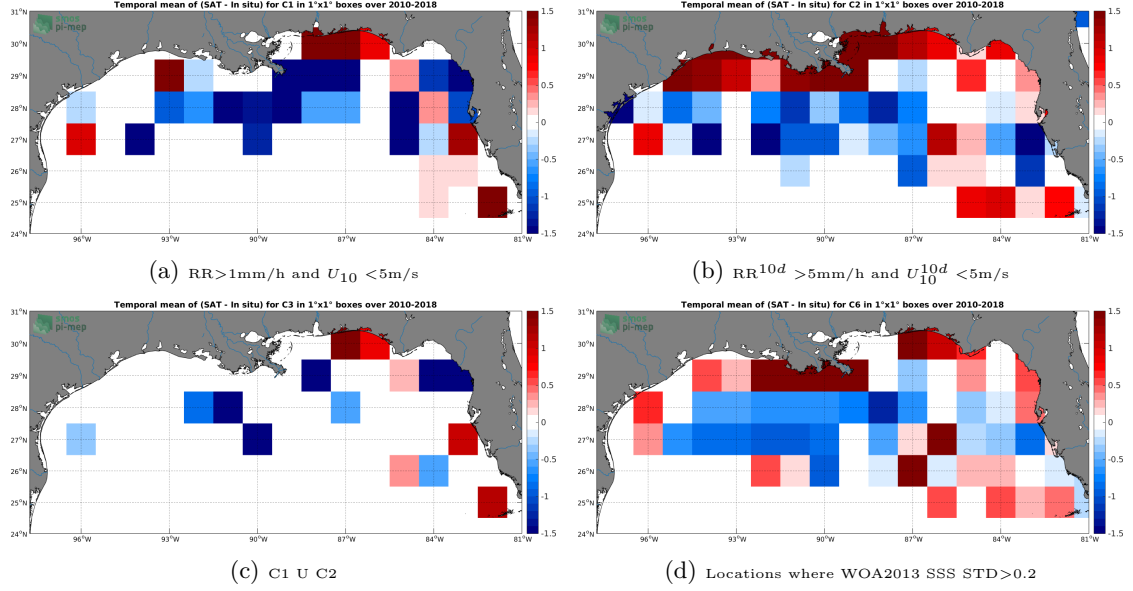 Temporal mean of (SAT - In situ) for C1 in 1°x1° boxes over 2010-2018
smos
pi-mep
31°N
30°N
29°N
28°N
27°N
26°N
25°N
24°N
96°W
93°W
90°W
87°W
84°W
81°W
1.5
1
0.5
0
-0.5
-1
-1.5
(a) RR>1mm/h and U₁₀ <5m/s
Temporal mean of (SAT - In situ) for C2 in 1°x1° boxes over 2010-2018
smos
pi-mep
31°N
30°N
29°N
28°N
27°N
26°N
25°N
24°N
96°W
93°W
90°W
87°W
84°W
81°W
1.5
1
0.5
0
-0.5
-1
-1.5
(b) RR^10d >5mm/h and U₁₀^10d <5m/s
Temporal mean of (SAT - In situ) for C3 in 1°x1° boxes over 2010-2018
smos
pi-mep
31°N
30°N
29°N
28°N
27°N
26°N
25°N
24°N
96°W
93°W
90°W
87°W
84°W
81°W
1.5
1
0.5
0
-0.5
-1
-1.5
(c) C1 U C2
Temporal mean of (SAT - In situ) for C6 in 1°x1° boxes over 2010-2018
smos
pi-mep
31°N
30°N
29°N
28°N
27°N
26°N
25°N
24°N
96°W
93°W
90°W
87°W
84°W
81°W
1.5
1
0.5
0
-0.5
-1
-1.5
(d) Locations where WOA2013 SSS STD>0.2